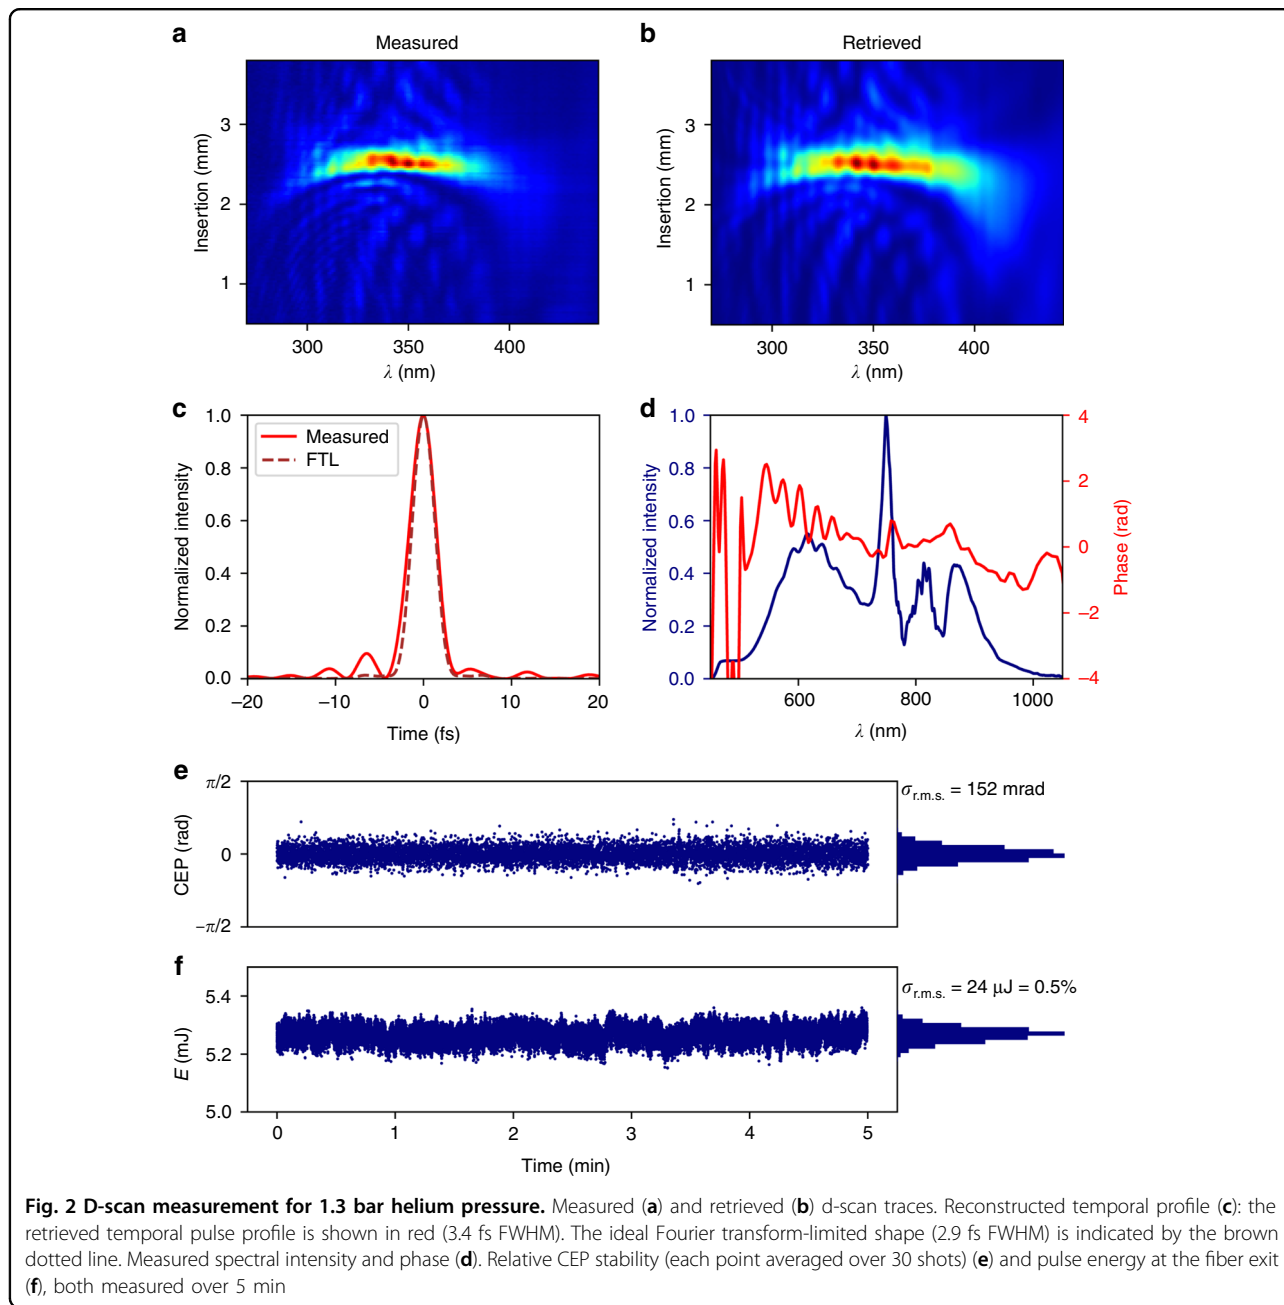 a
Measured
b
Retrieved
3
2
1
Insertion (mm)
300
350
400
λ (nm)
3
2
1
Insertion (mm)
300
350
400
λ (nm)
c
1.0
0.8
0.6
0.4
0.2
0.0
Normalized intensity
Measured
FTL
−20
−10
0
10
20
Time (fs)
d
1.0
0.8
0.6
0.4
0.2
0.0
Normalized intensity
4
2
0
−2
−4
Phase (rad)
600
800
1000
λ (nm)
e
π/2
0
−π/2
CEP (rad)
σr.m.s. = 152 mrad
f
5.4
5.2
5.0
E (mJ)
σr.m.s. = 24 μJ = 0.5%
0
1
2
3
4
5
Time (min)
Fig. 2 D-scan measurement for 1.3 bar helium pressure. Measured (a) and retrieved (b) d-scan traces. Reconstructed temporal profile (c): the
retrieved temporal pulse profile is shown in red (3.4 fs FWHM). The ideal Fourier transform-limited shape (2.9 fs FWHM) is indicated by the brown
dotted line. Measured spectral intensity and phase (d). Relative CEP stability (each point averaged over 30 shots) (e) and pulse energy at the fiber exit
(f), both measured over 5 min